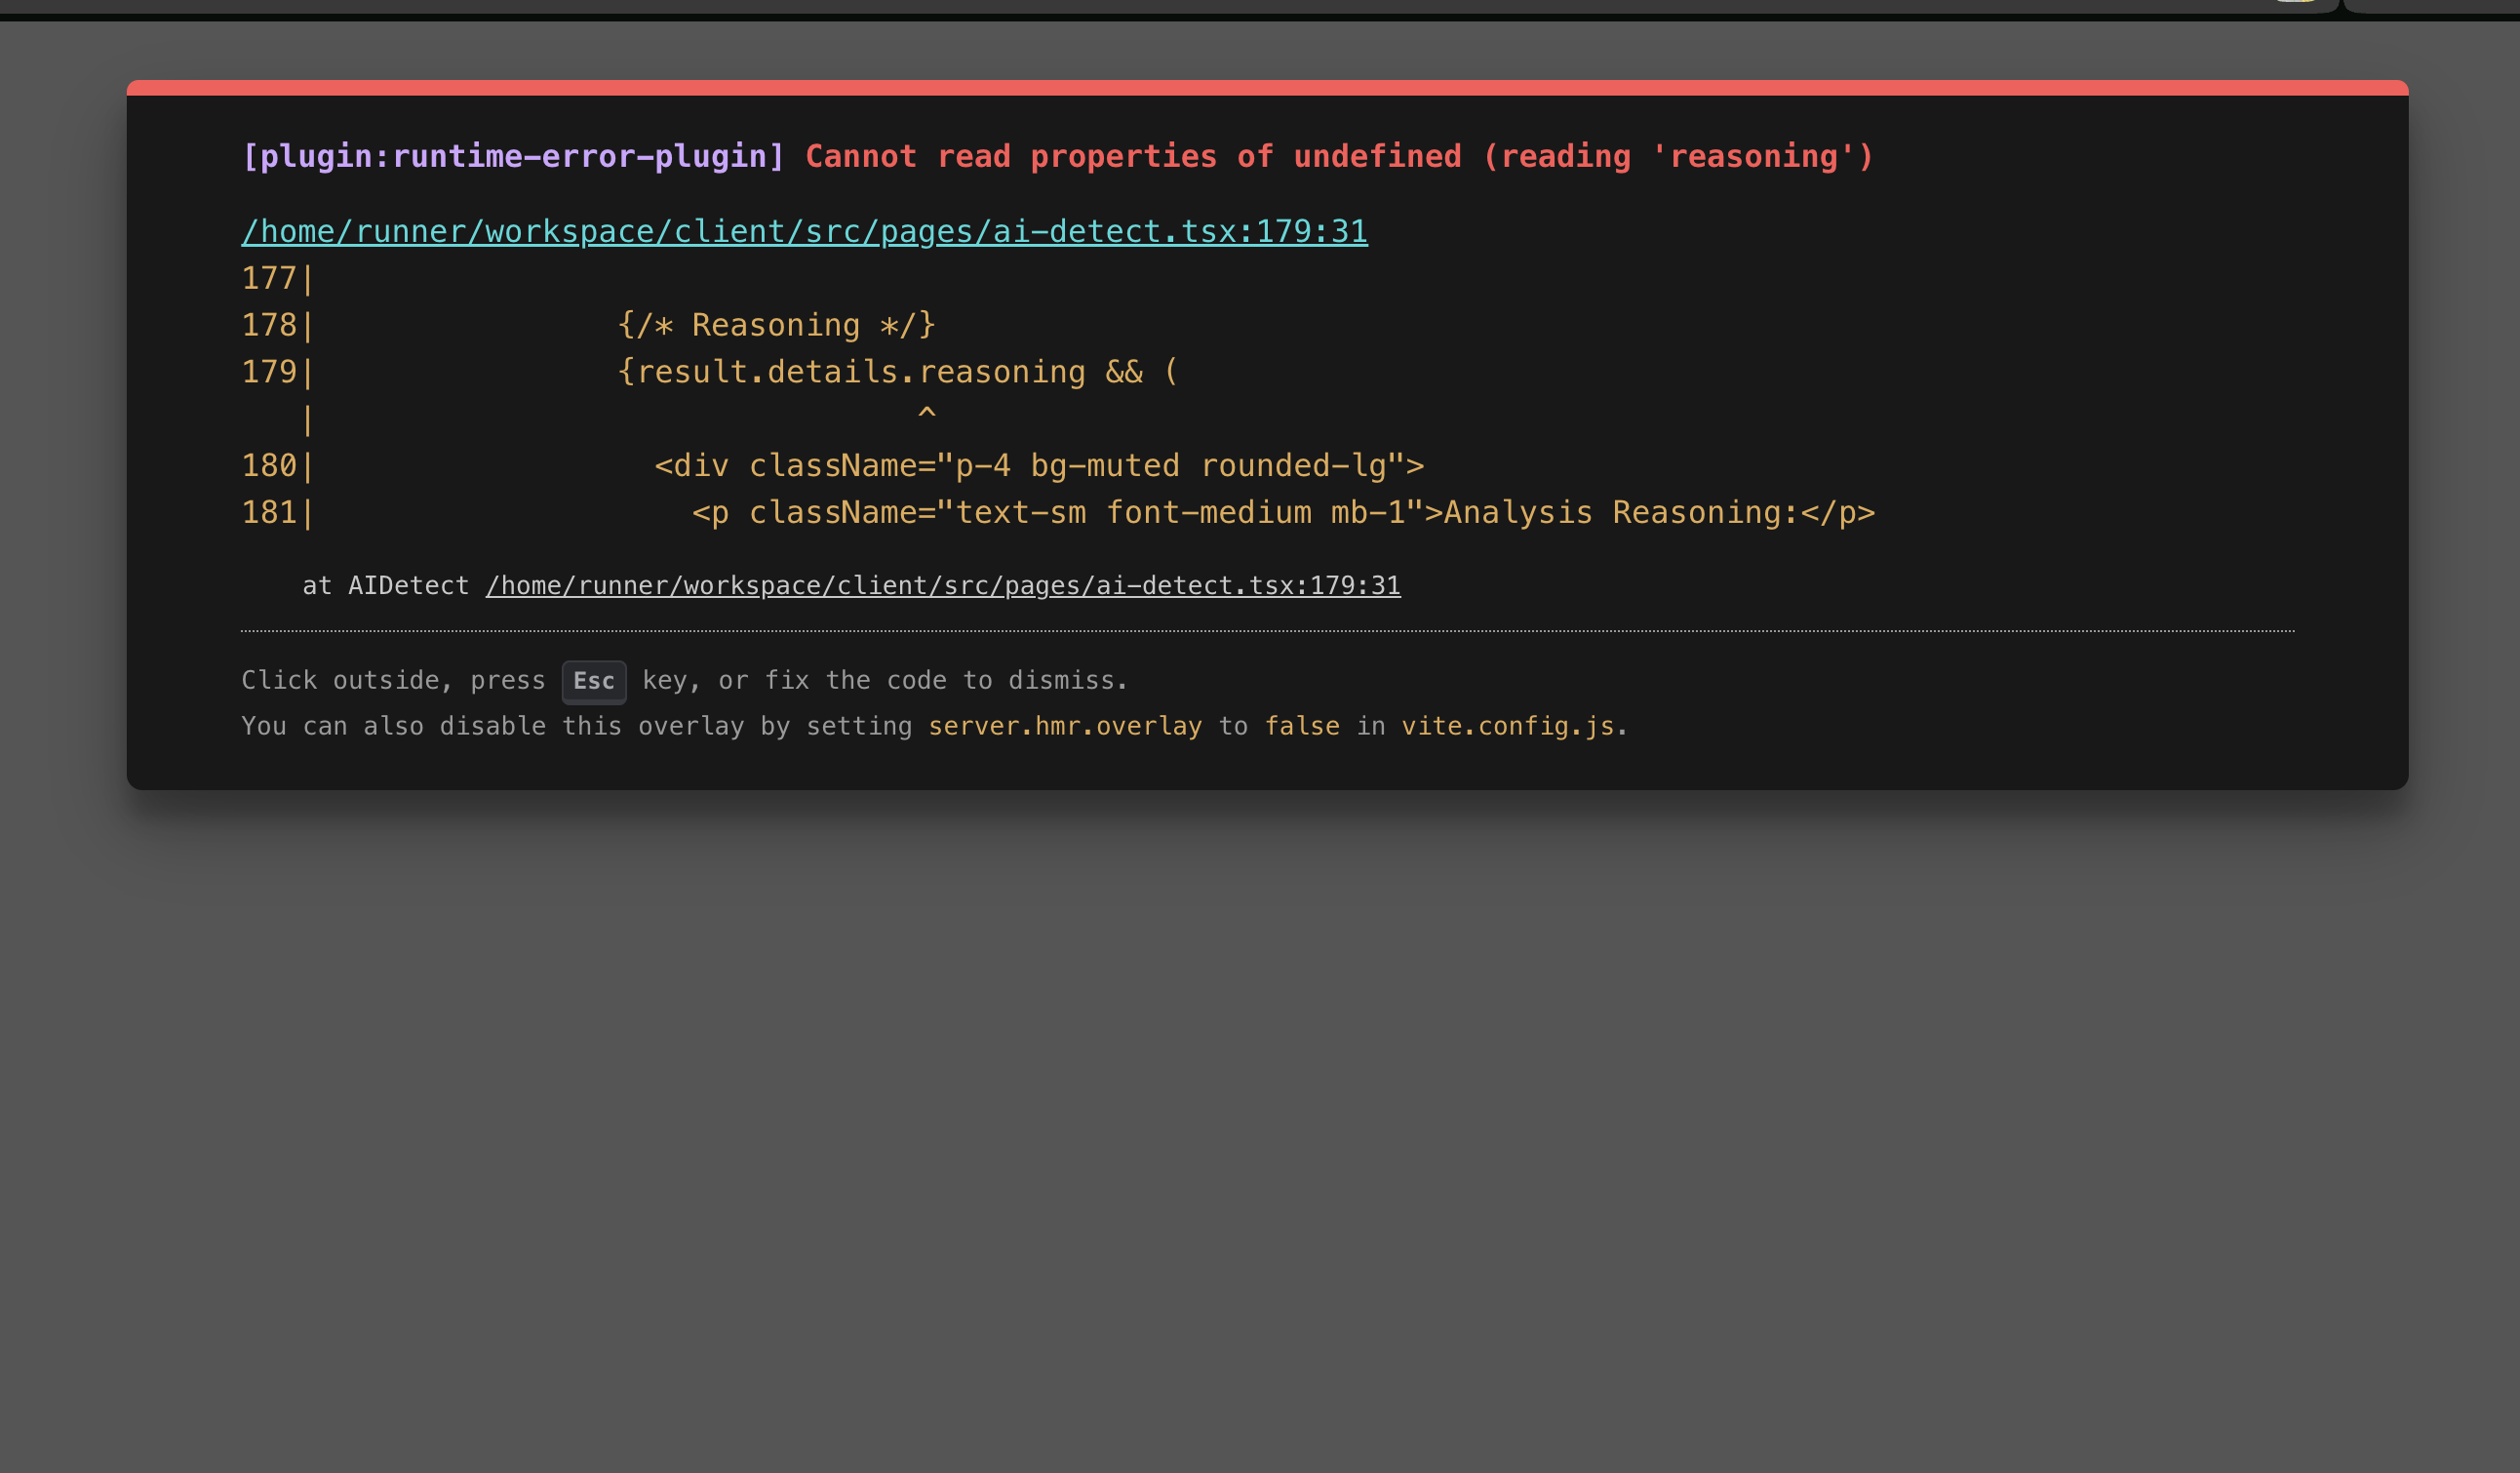 [plugin:runtime-error-plugin] Cannot read properties of undefined (reading 'reasoning')
/home/runner/workspace/client/src/pages/ai-detect.tsx:179:31
177|
178|                {/* Reasoning */}
179|                {result.details.reasoning && (
   |                                ^
180|                  <div className="p-4 bg-muted rounded-lg">
181|                    <p className="text-sm font-medium mb-1">Analysis Reasoning:</p>
    at AIDetect /home/runner/workspace/client/src/pages/ai-detect.tsx:179:31
Click outside, press Esc key, or fix the code to dismiss.
You can also disable this overlay by setting server.hmr.overlay to false in vite.config.js.